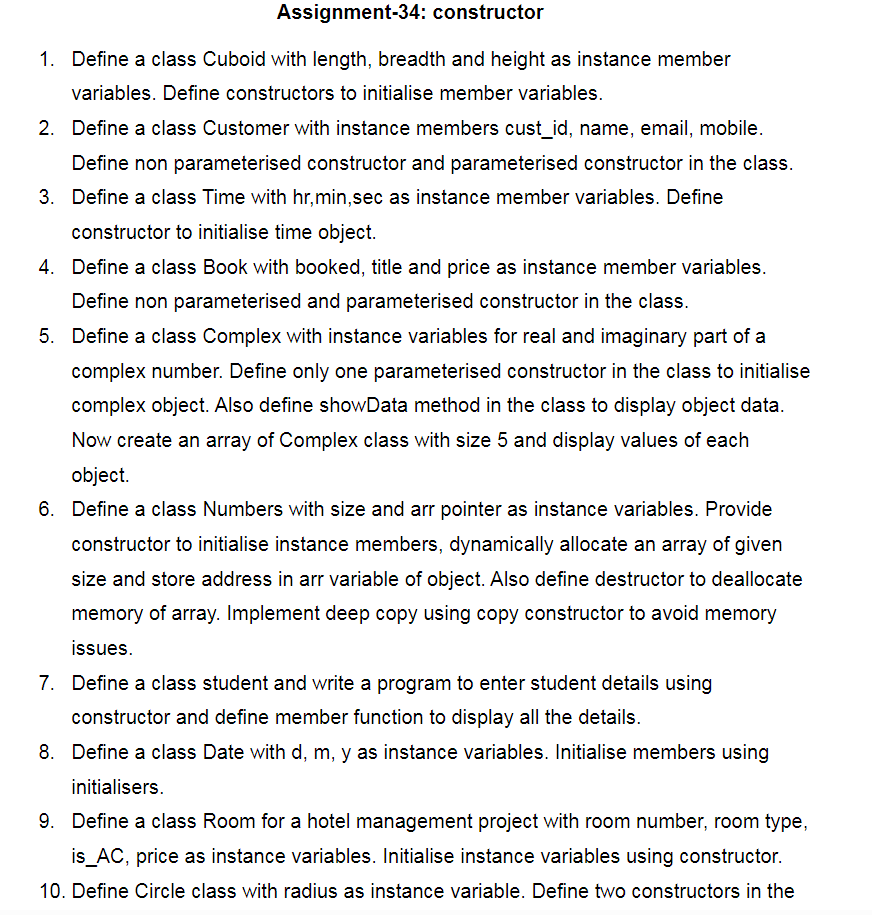 Assignment-34: constructor
1. Define a class Cuboid with length, breadth and height as instance member
variables. Define constructors to initialise member variables.
2. Define a class Customer with instance members cust_id, name, email, mobile.
Define non parameterised constructor and parameterised constructor in the class.
3. Define a class Time with hr,min,sec as instance member variables. Define
constructor to initialise time object.
4. Define a class Book with booked, title and price as instance member variables.
Define non parameterised and parameterised constructor in the class.
5. Define a class Complex with instance variables for real and imaginary part of a
complex number. Define only one parameterised constructor in the class to initialise
complex object. Also define showData method in the class to display object data.
Now create an array of Complex class with size 5 and display values of each
object.
6. Define a class Numbers with size and arr pointer as instance variables. Provide
constructor to initialise instance members, dynamically allocate an array of given
size and store address in arr variable of object. Also define destructor to deallocate
memory of array. Implement deep copy using copy constructor to avoid memory
issues.
7. Define a class student and write a program to enter student details using
constructor and define member function to display all the details.
8. Define a class Date with d, m, y as instance variables. Initialise members using
initialisers.
9. Define a class Room for a hotel management project with room number, room type,
is_AC, price as instance variables. Initialise instance variables using constructor.
10. Define Circle class with radius as instance variable. Define two constructors in the